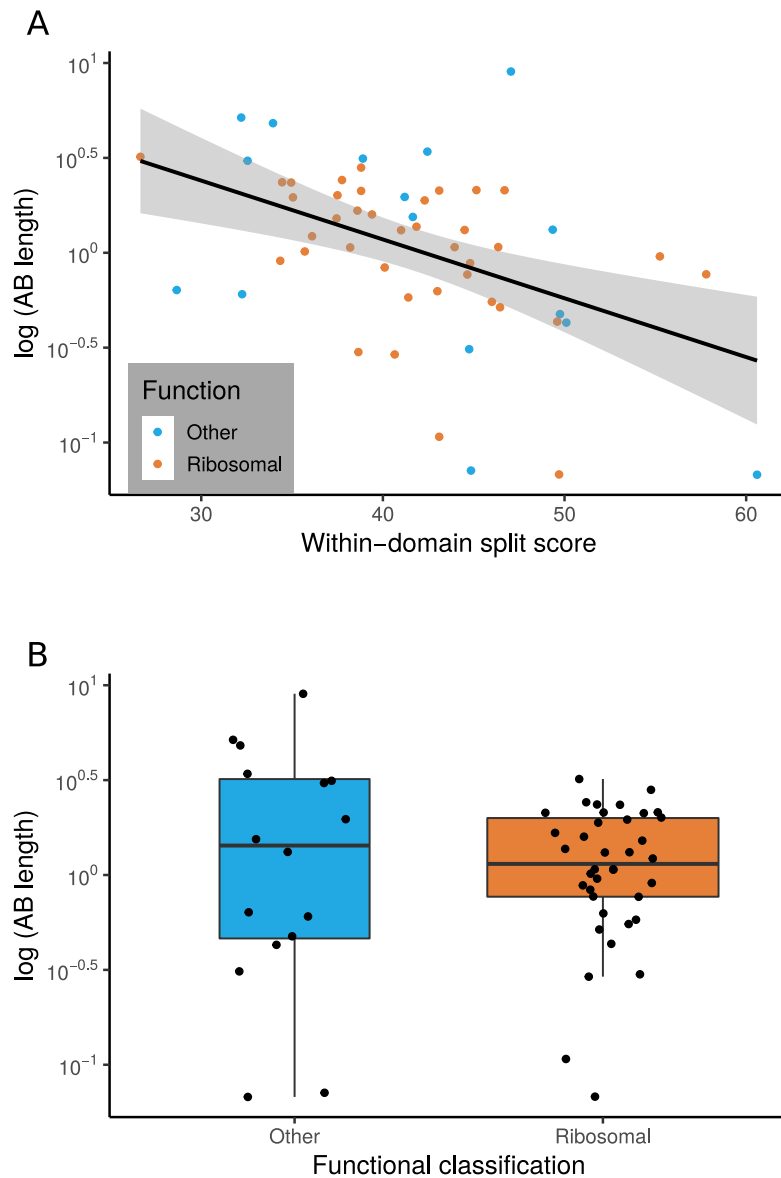 A
10^1
10^0.5
10^0
10^−0.5
10^−1
log (AB length)
Function
Other
Ribosomal
30 40 50 60
Within−domain split score
B
10^1
10^0.5
10^0
10^−0.5
10^−1
log (AB length)
Other Ribosomal
Functional classification